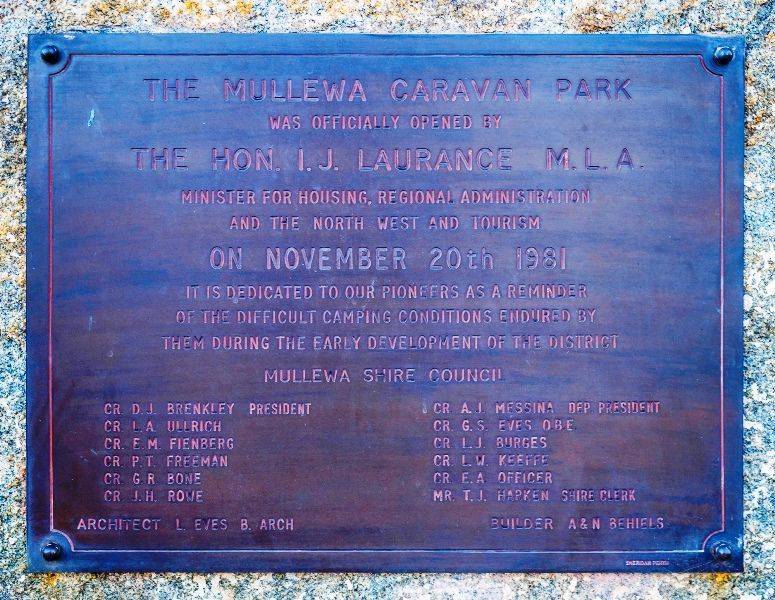 THE MULLEWA CARAVAN PARK
WAS OFFICIALLY OPENED BY
THE HON. I.J. LAURANCE M.L.A.
MINISTER FOR HOUSING, REGIONAL ADMINISTRATION
AND THE NORTH WEST AND TOURISM
ON NOVEMBER 20th 1981
IT IS DEDICATED TO OUR PIONEERS AS A REMINDER
OF THE DIFFICULT CAMPING CONDITIONS ENDURED BY
THEM DURING THE EARLY DEVELOPMENT OF THE DISTRICT
MULLEWA SHIRE COUNCIL
CR. D.J. BRENKLEY PRESIDENT
CR. L.A. ULLRICH
CR. E.M. FIENBERG
CR. P.T. FREEMAN
CR. G.R. BONE
CR. J.H. ROWE
CR. A.J. MESSINA DEP. PRESIDENT
CR. G.S. EVES O.B.E.
CR. L.J. BURGES
CR. L.W. KEEFFE
CR. E.A. OFFICER
MR. T.J. HARKEN SHIRE CLERK
ARCHITECT L. EVES B. ARCH
BUILDER A & N BEHIELS
SHERIDAN PERTH